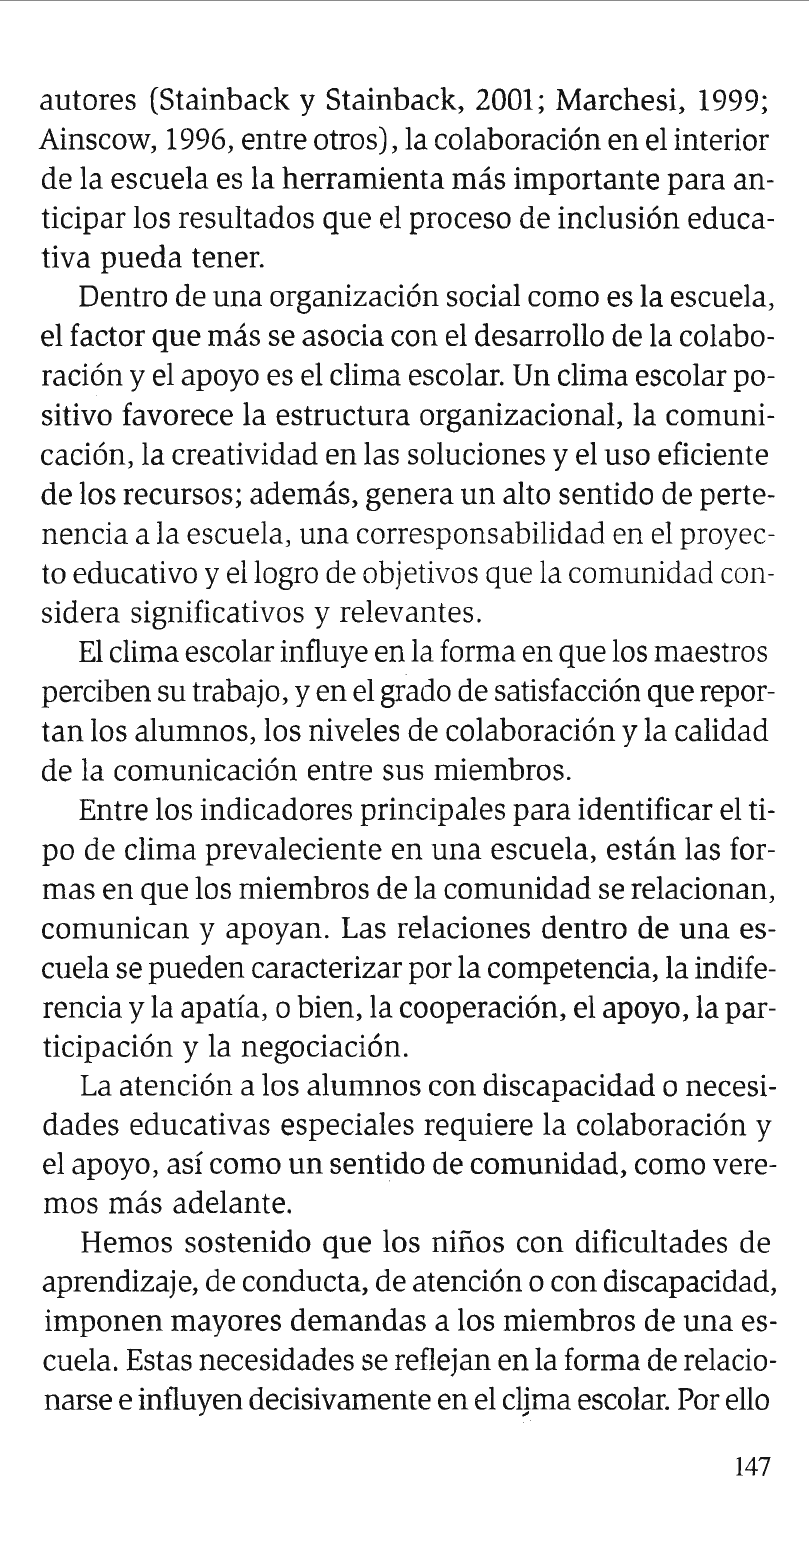 autores (Stainback y Stainback, 2001; Marchesi, 1999;
Ainscow, 1996, entre otros), la colaboración en el interior
de la escuela es la herramienta más importante para an-
ticipar los resultados que el proceso de inclusión educa-
tiva pueda tener.
Dentro de una organización social como es la escuela,
el factor que más se asocia con el desarrollo de la colabo-
ración y el apoyo es el clima escolar. Un clima escolar po-
sitivo favorece la estructura organizacional, la comuni-
cación, la creatividad en las soluciones y el uso eficiente
de los recursos; además, genera un alto sentido de perte-
nencia a la escuela, una corresponsabilidad en el proyec-
to educativo y el logro de objetivos que la comunidad con-
sidera significativos y relevantes.
El clima escolar influye en la forma en que los maestros
perciben su trabajo, y en el grado de satisfacción que repor-
tan los alumnos, los niveles de colaboración y la calidad
de la comunicación entre sus miembros.
Entre los indicadores principales para identificar el ti-
po de clima prevaleciente en una escuela, están las for-
mas en que los miembros de la comunidad se relacionan,
comunican y apoyan. Las relaciones dentro de una es-
cuela se pueden caracterizar por la competencia, la indife-
rencia y la apatía, o bien, la cooperación, el apoyo, la par-
ticipación y la negociación.
La atención a los alumnos con discapacidad o necesi-
dades educativas especiales requiere la colaboración y
el apoyo, así como un sentido de comunidad, como vere-
mos más adelante.
Hemos sostenido que los niños con dificultades de
aprendizaje, de conducta, de atención o con discapacidad,
imponen mayores demandas a los miembros de una es-
cuela. Estas necesidades se reflejan en la forma de relacio-
narse e influyen decisivamente en el clima escolar. Por ello
147